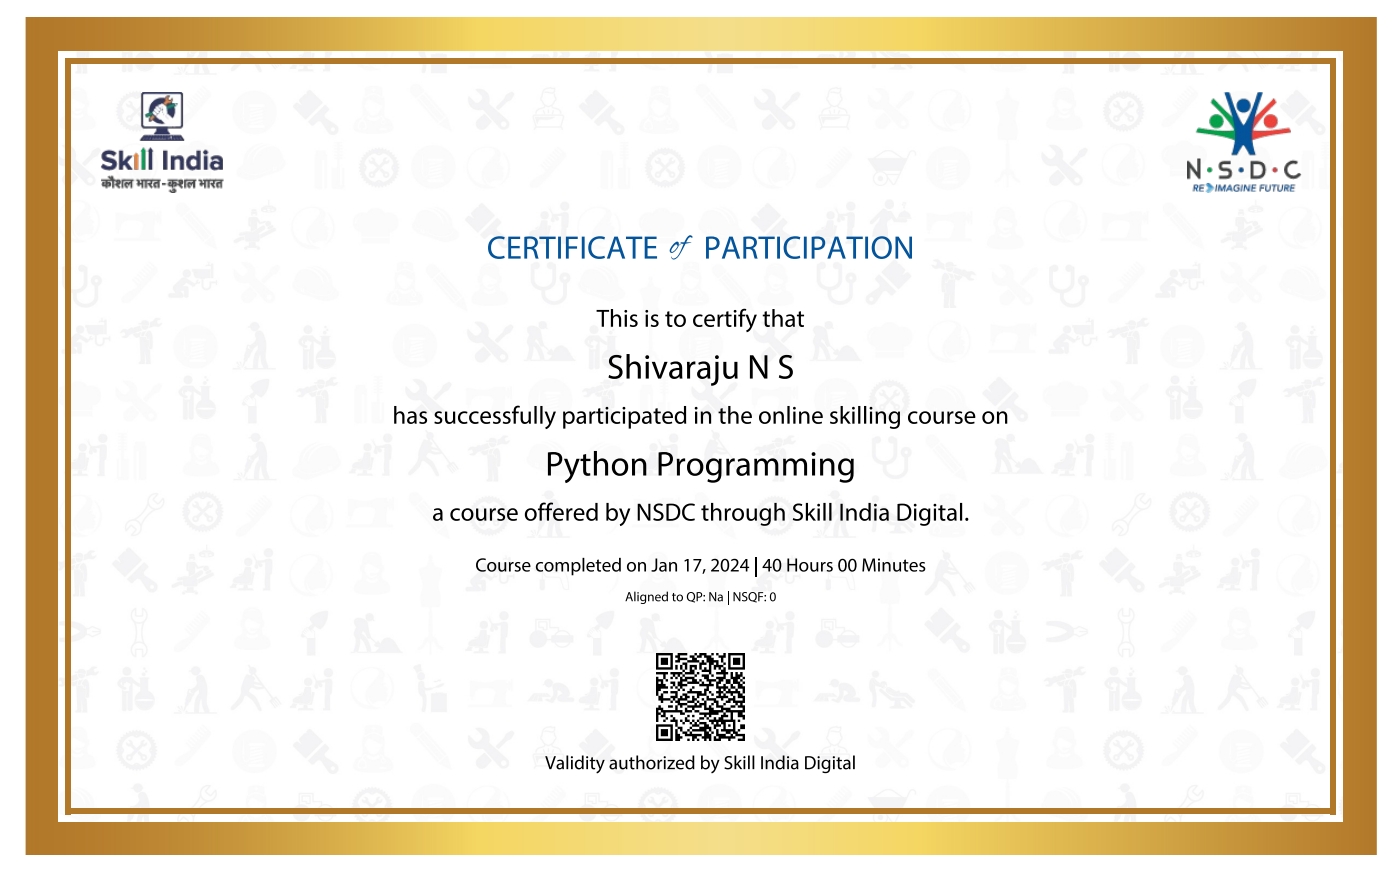 Skill India
कौशल भारत-कुशल भारत
N·S·D·C
RE IMAGINE FUTURE
CERTIFICATE of PARTICIPATION
This is to certify that
Shivaraju N S
has successfully participated in the online skilling course on
Python Programming
a course offered by NSDC through Skill India Digital.
Course completed on Jan 17, 2024 | 40 Hours 00 Minutes
Aligned to QP: Na | NSQF: 0
Validity authorized by Skill India Digital